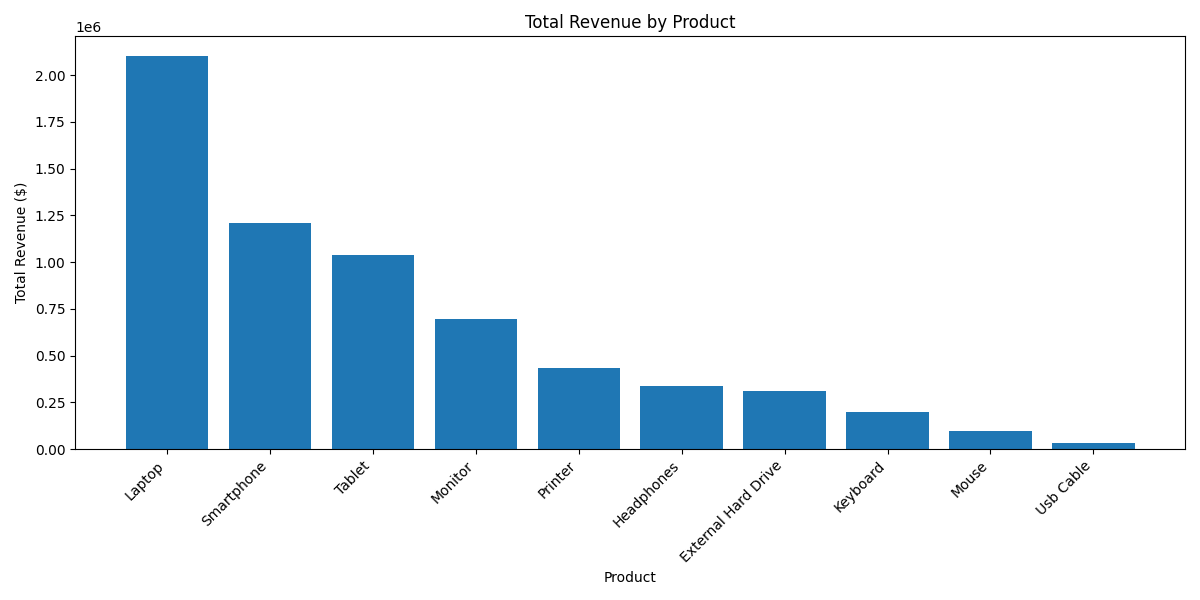 Total Revenue by Product
1e6
2.00
1.75
1.50
1.25
1.00
0.75
0.50
0.25
0.00
Total Revenue ($)
Laptop
Smartphone
Tablet
Monitor
Printer
Headphones
External Hard Drive
Keyboard
Mouse
Usb Cable
Product